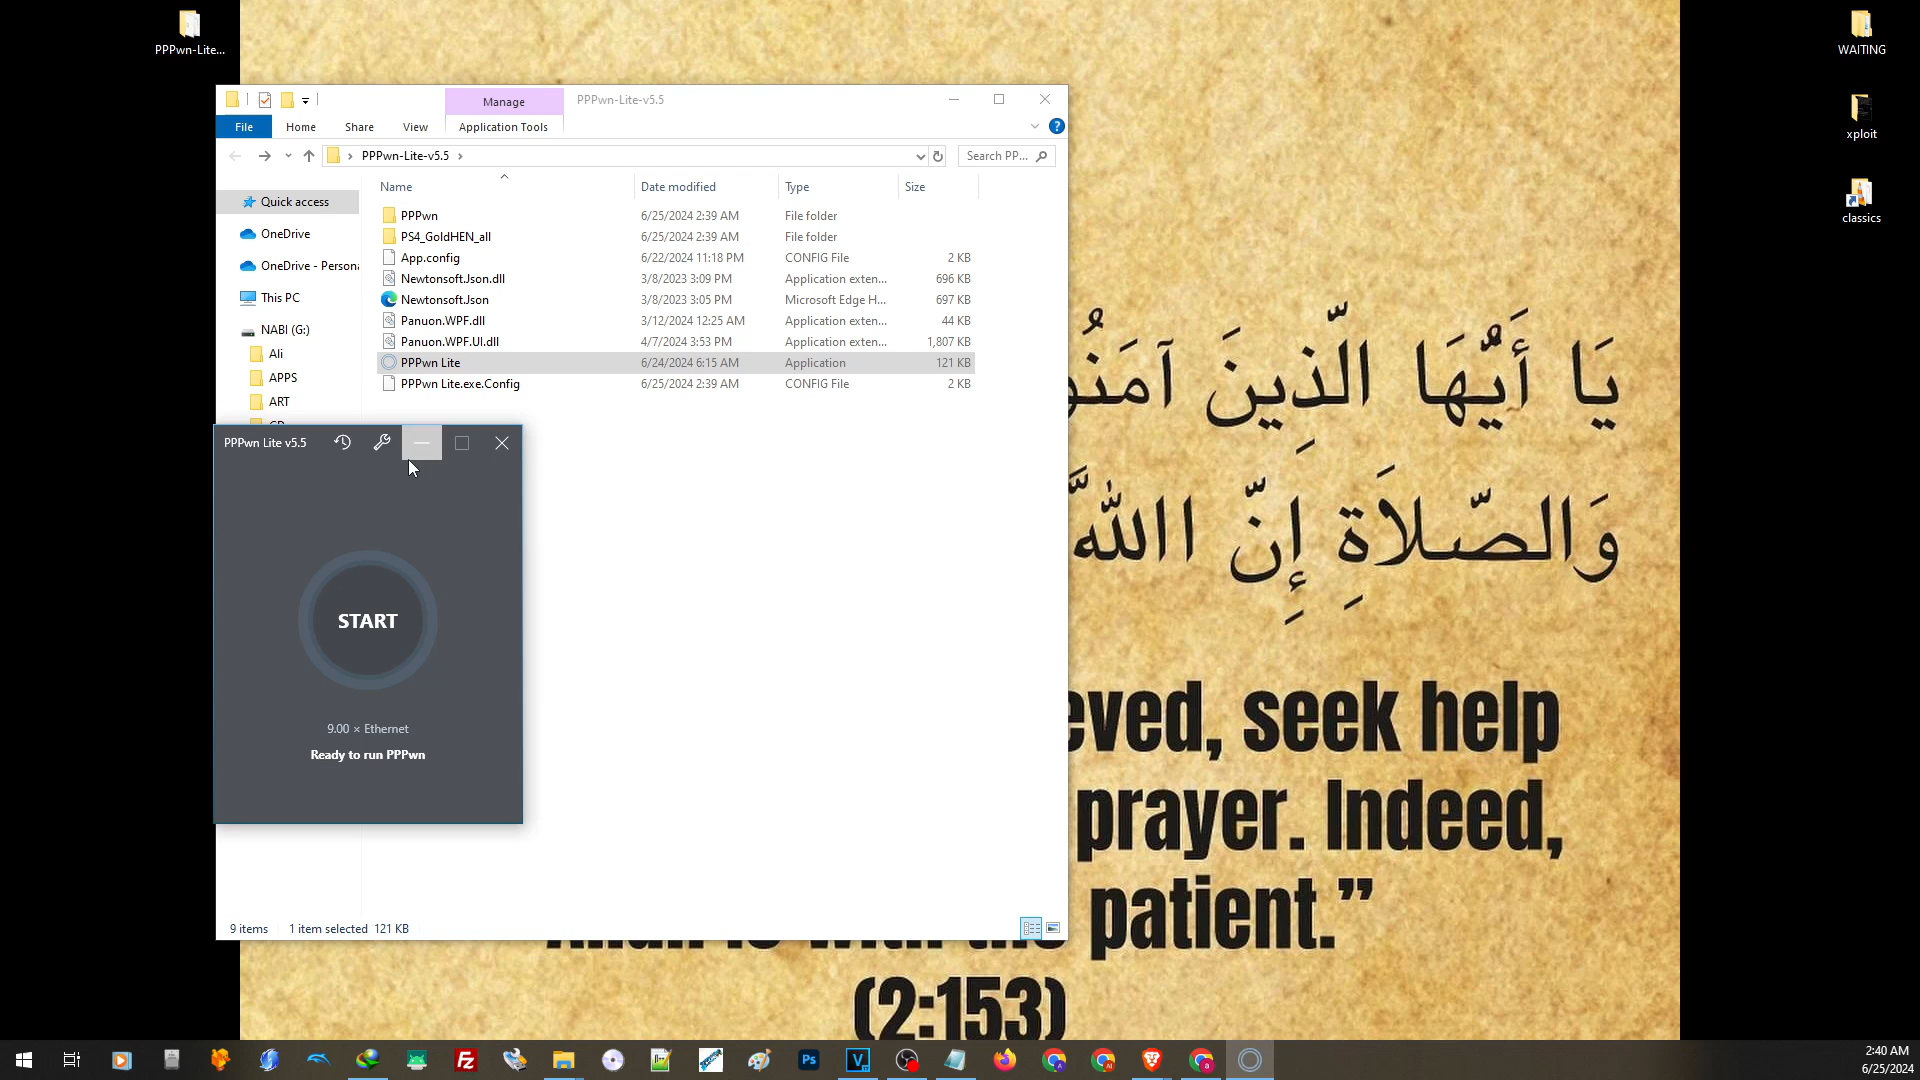 PPPwn-Lite...
WAITING
xploit
classics
Manage
PPPwn-Lite-v5.5
File
Home
Share
View
Application Tools
PPPwn-Lite-v5.5
Search PP...
Name
Date modified
Type
Size
PPPwn 6/25/2024 2:39 AM File folder
PS4_GoldHEN_all 6/25/2024 2:39 AM File folder
App.config 6/22/2024 11:18 PM CONFIG File 2 KB
Newtonsoft.Json.dll 3/8/2023 3:09 PM Application exten... 696 KB
Newtonsoft.Json 3/8/2023 3:05 PM Microsoft Edge H... 697 KB
Panuon.WPF.dll 3/12/2024 12:25 AM Application exten... 44 KB
Panuon.WPF.UI.dll 4/7/2024 3:53 PM Application exten... 1,807 KB
PPPwn Lite 6/24/2024 6:15 AM Application 121 KB
PPPwn Lite.exe.Config 6/25/2024 2:39 AM CONFIG File 2 KB
Quick access
OneDrive
OneDrive - Persona
This PC
NABI (G:)
Ali
APPS
ART
PPPwn Lite v5.5
START
9.00 × Ethernet
Ready to run PPPwn
9 items 1 item selected 121 KB
يَا أَيُّهَا الَّذِينَ آمَنُو
وَالصَّلاَةِ إِنَّ اللهَ
eved, seek help
prayer. Indeed,
patient.”
(2:153)
2:40 AM
6/25/2024